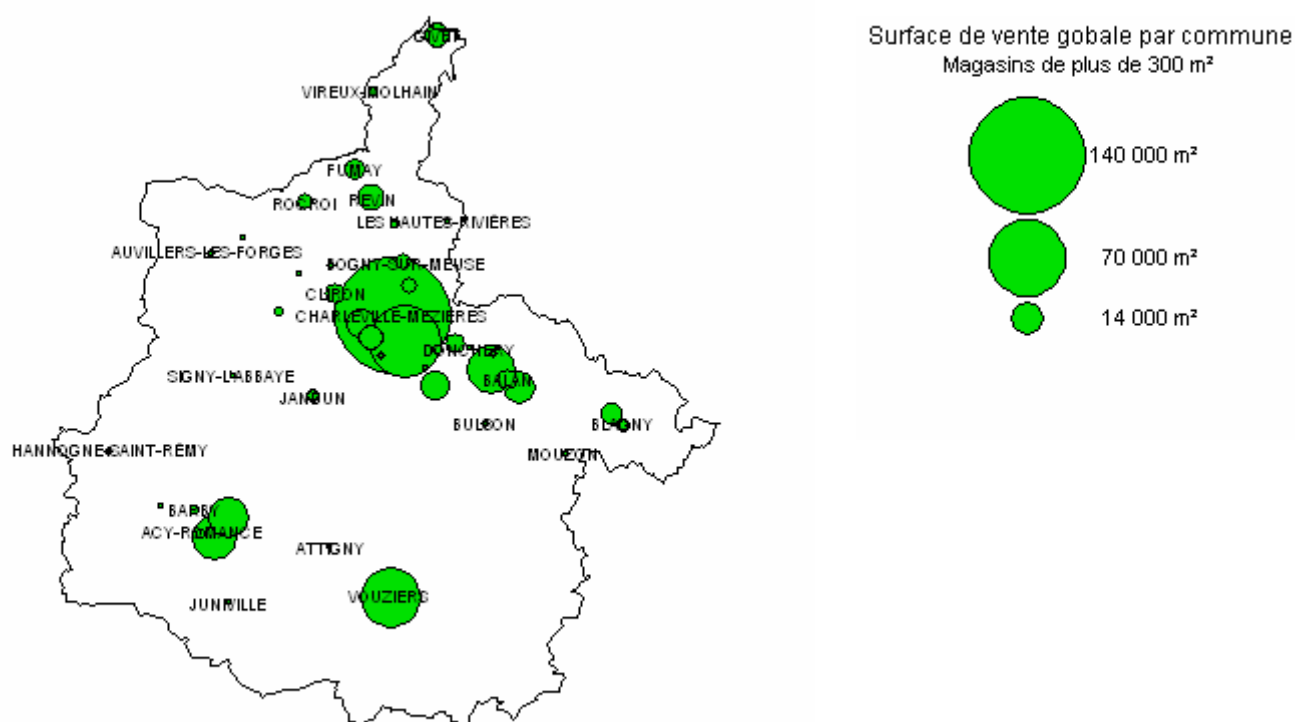 Surface de vente gobale par commune
Magasins de plus de 300 m²
140 000 m²
70 000 m²
14 000 m²
GIVET
VIREUX-MOLHAIN
FUMAY
REVIN
ROCROI
LES HAUTES-RIVIÈRES
AUVILLERS-LES-FORGES
BOGNY-SUR-MEUSE
CLIRON
CHARLEVILLE-MÉZIÈRES
DONCHERY
SIGNY-L'ABBAYE
BALAN
JANDUN
BULSON
BLAGNY
HANNOGNE-SAINT-RÉMY
MOUZON
BARBY
ACY-ROMANCE
ATTIGNY
VOUZIERS
JUNIVILLE